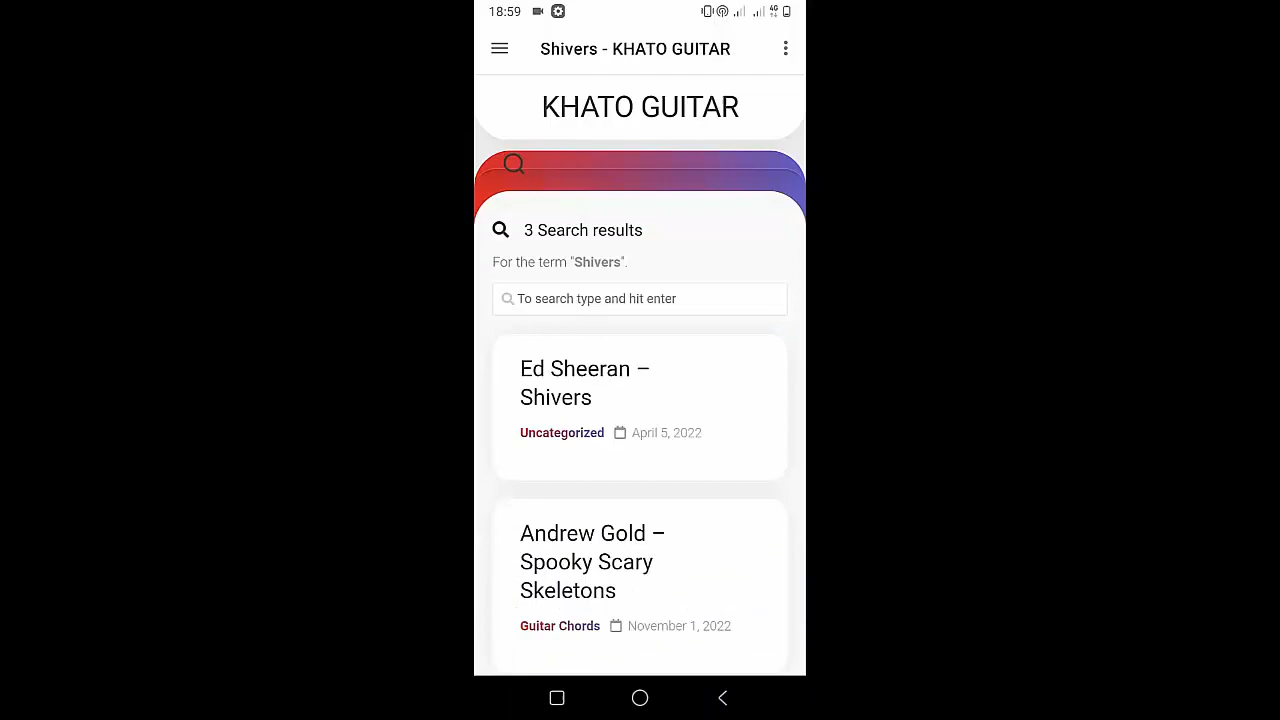 18:59
4G
Shivers - KHATO GUITAR
KHATO GUITAR
3 Search results
For the term "Shivers".
To search type and hit enter
Ed Sheeran –
Shivers
Uncategorized April 5, 2022
Andrew Gold –
Spooky Scary
Skeletons
Guitar Chords November 1, 2022